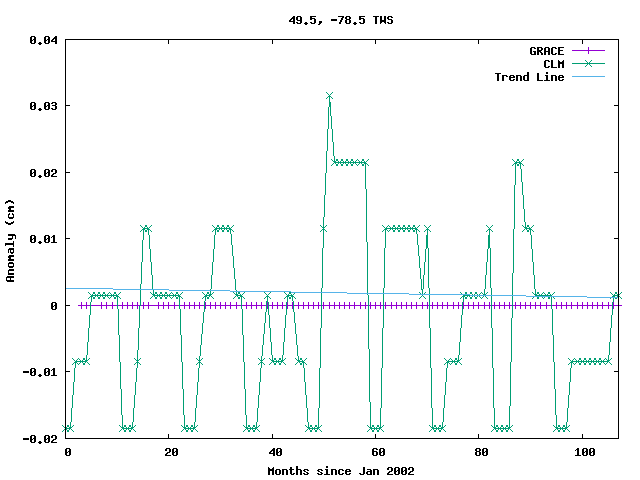 49.5, -78.5 TWS
GRACE
CLM
Trend Line
0.04
0.03
0.02
0.01
0
-0.01
-0.02
Anomaly (cm)
0 20 40 60 80 100
Months since Jan 2002